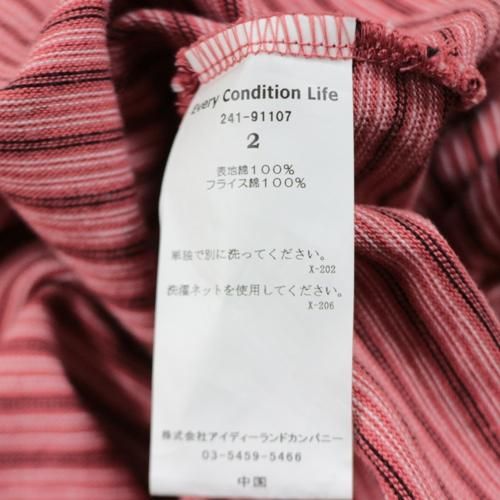 Every Condition Life
241-91107
2
表地綿100%
フライス綿100%
単独で別に洗ってください。
X-202
洗濯ネットを使用してください。
X-206
株式会社アイディーランドカンパニー
03-5459-5466
中国